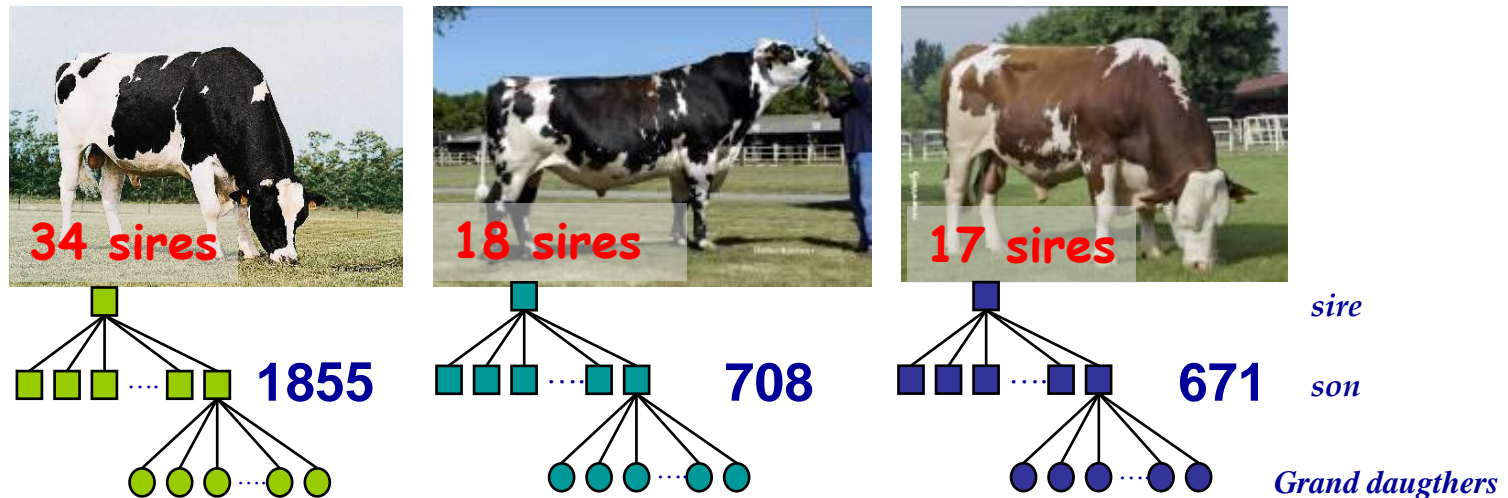 34 sires
18 sires
17 sires
sire
1855
708
671
son
Grand daugthers